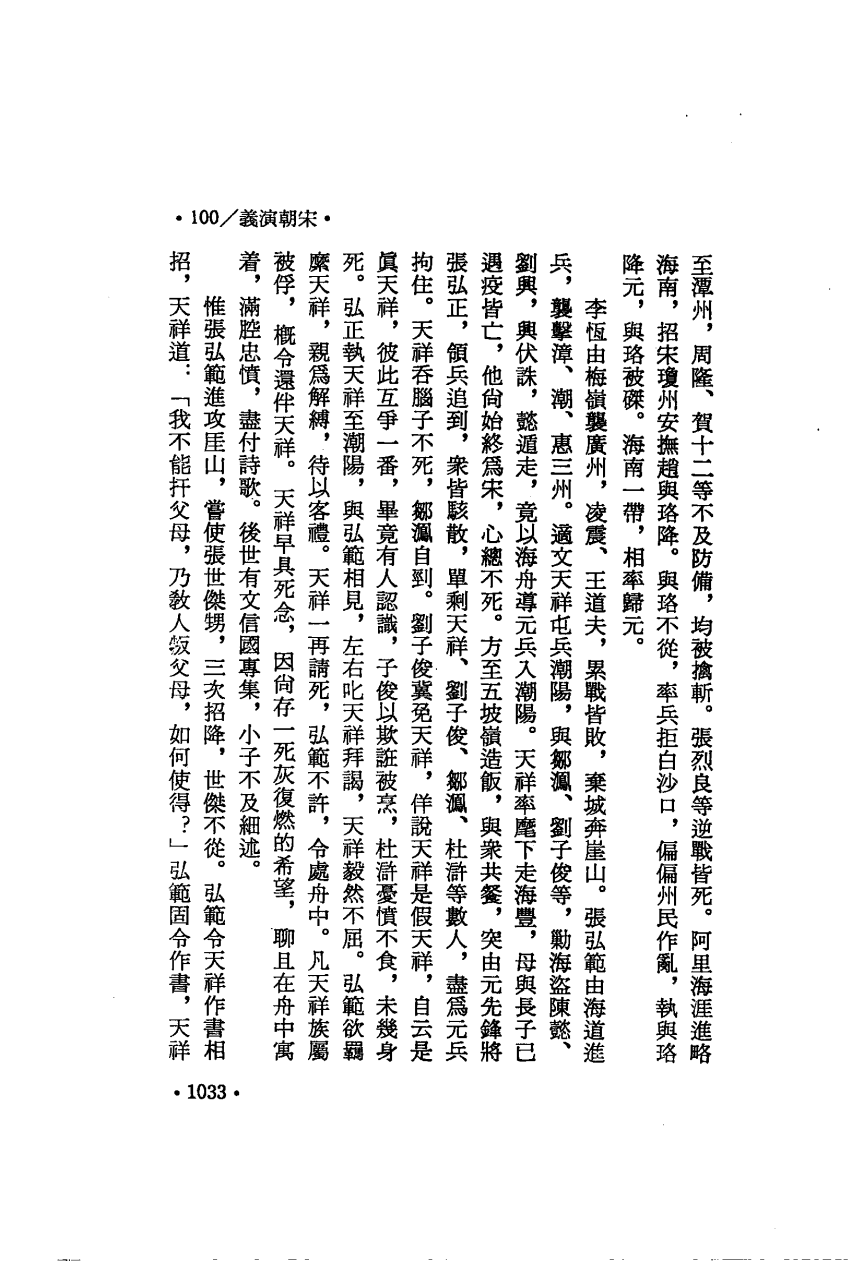 •100／義演朝宋•
至潭州，周隆、賀十二等不及防備，均被擒斬。張烈良等逆戰皆死。阿里海涯進略
海南，招宋瓊州安撫趙與珞降。與珞不從，率兵拒白沙口，偏偏州民作亂，執與珞
降元，與珞被磔。海南一帶，相率歸元。
李恆由梅嶺襲廣州，凌震、王道夫，累戰皆敗，棄城奔崖山。張弘範由海道進
兵，襲擊漳、潮、惠三州。適文天祥屯兵潮陽，與鄒㵯、劉子俊等，勦海盜陳懿、
劉興，興伏誅，懿遁走，竟以海舟導元兵入潮陽。天祥率麾下走海豐，母與長子已
遇疫皆亡，他尙始終爲宋，心總不死。方至五坡嶺造飯，與衆共餐，突由元先鋒將
張弘正，領兵追到，衆皆駭散，單剩天祥、劉子俊、鄒㵯、杜滸等數人，盡爲元兵
拘住。天祥吞腦子不死，鄒㵯自剄。劉子俊冀免天祥，佯說天祥是假天祥，自云是
眞天祥，彼此互爭一番，畢竟有人認識，子俊以欺誑被烹，杜滸憂憤不食，未幾身
死。弘正執天祥至潮陽，與弘範相見，左右叱天祥拜謁，天祥毅然不屈。弘範欲羈
縻天祥，親爲解縛，待以客禮。天祥一再請死，弘範不許，令處舟中。凡天祥族屬
被俘，槪令還伴天祥。天祥早具死念，因尙存一死灰復燃的希望，聊且在舟中寓
着，滿腔忠憤，盡付詩歌。後世有文信國專集，小子不及細述。
惟張弘範進攻厓山，嘗使張世傑甥，三次招降，世傑不從。弘範令天祥作書相
招，天祥道：「我不能扞父母，乃敎人叛父母，如何使得？」弘範固令作書，天祥
•1033•